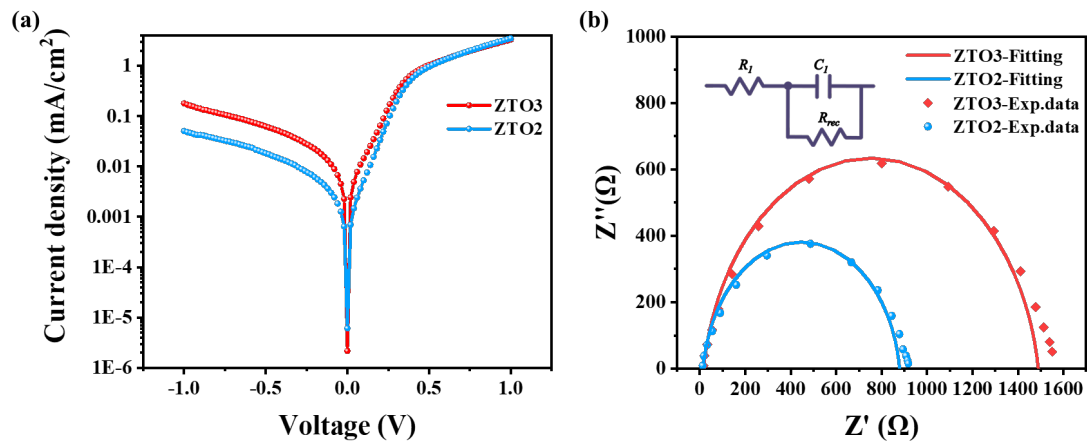 (a)
Current density (mA/cm²)
1
0.1
0.01
0.001
1E-4
1E-5
1E-6
-1.0
-0.5
0.0
0.5
1.0
Voltage (V)
ZTO3
ZTO2
(b)
Z''(Ω)
1000
800
600
400
200
0
0
200
400
600
800
1000
1200
1400
1600
Z' (Ω)
R1
C1
Rrec
ZTO3-Fitting
ZTO2-Fitting
ZTO3-Exp.data
ZTO2-Exp.data